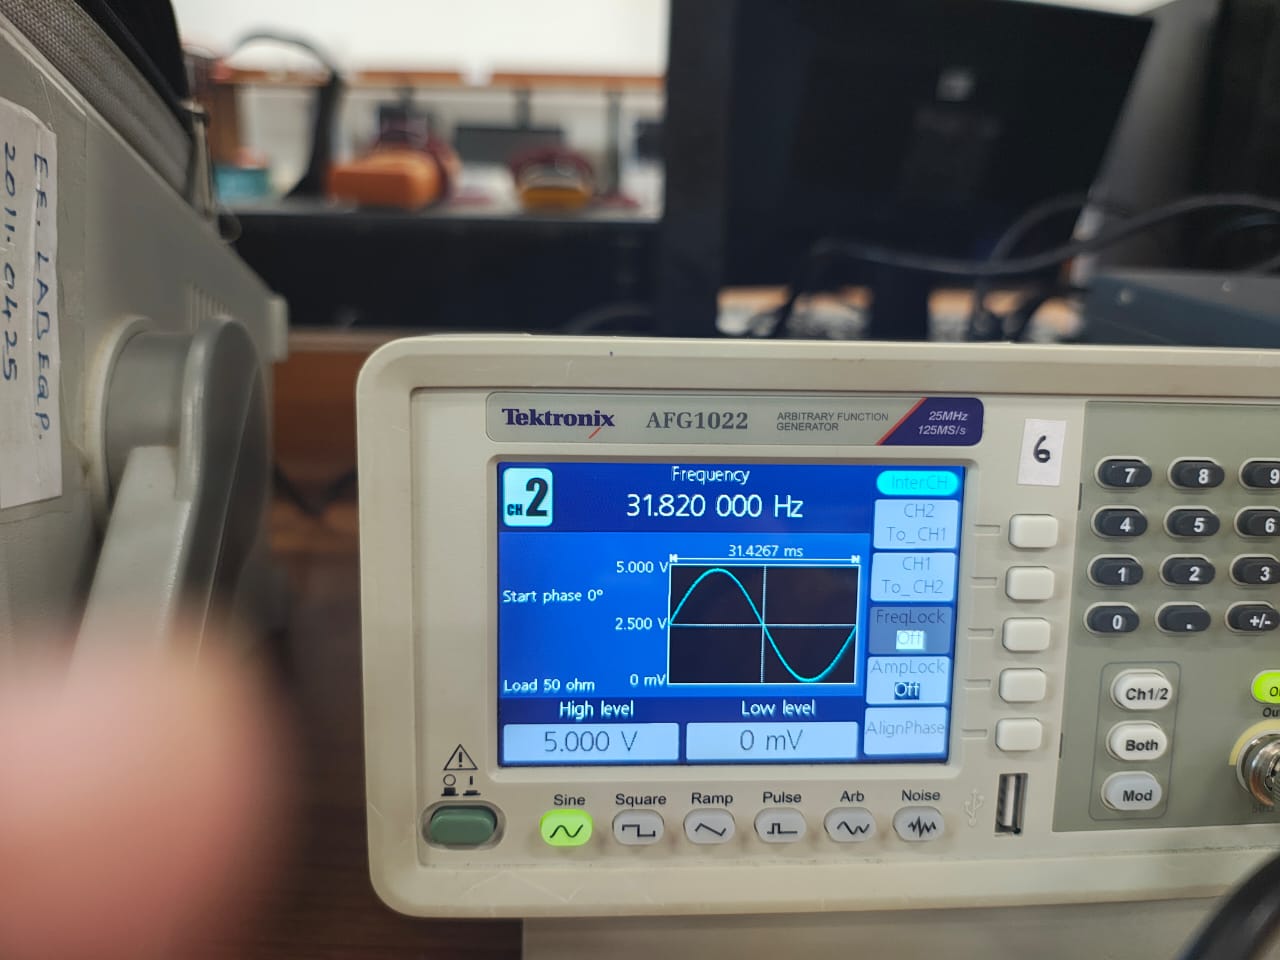 EE. LAB EQP.
2011.0425
Tektronix AFG1022 ARBITRARY FUNCTION GENERATOR 25MHz 125MS/s
6
CH 2
Frequency
31.820 000 Hz
InterCH
CH2
To_CH1
CH1
To_CH2
FreqLock
Off
AmpLock
Off
AlignPhase
31.4267 ms
5.000 V
Start phase 0°
2.500 V
0 mV
Load 50 ohm
High level
Low level
5.000 V
0 mV
Sine
Square
Ramp
Pulse
Arb
Noise
7
8
9
4
5
6
1
2
3
0
.
+/-
Ch1/2
Both
Mod